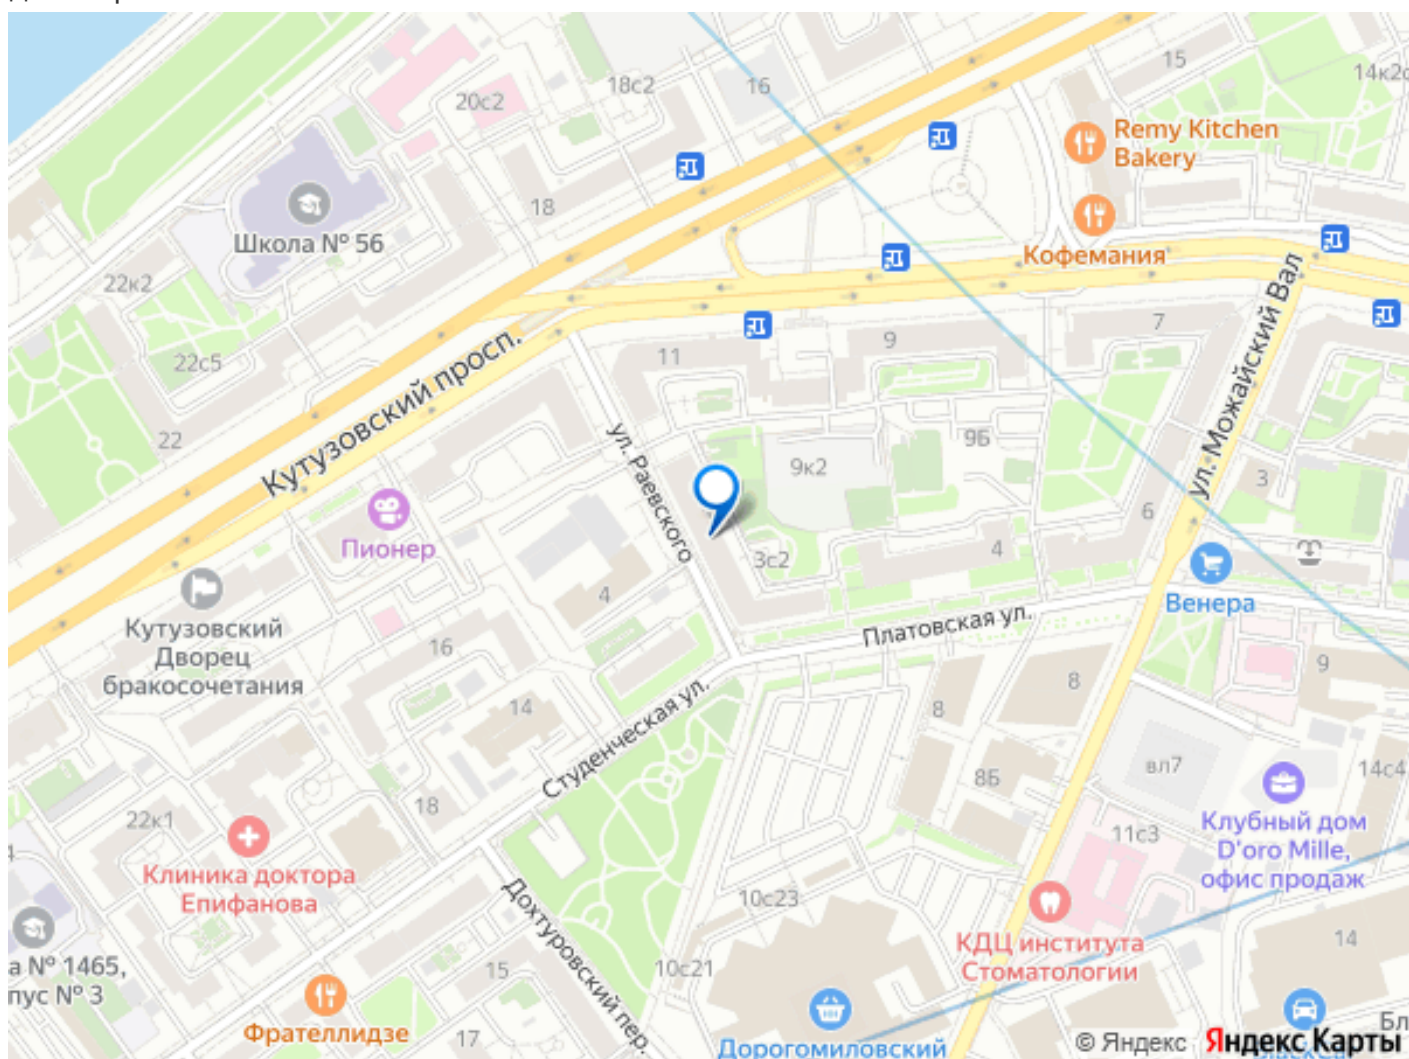 18с2
16
15
14к2с
20с2
Remy Kitchen
Bakery
18
Школа № 56
Кофемания
22к2
ул. Можайский Вал
7
9
11
22с5
Кутузовский просп.
22
ул. Раевского
9Б
9к2
3
6
Пионер
3с2
4
4
Венера
Кутузовский
Дворец
бракосочетания
Платовская ул.
16
9
8
14
8
Студенческая ул.
вл7
14с4
8Б
18
22к1
Клубный дом
D'oro Mille,
офис продаж
11с3
Клиника доктора
Епифанова
10с23
Дохтуровский пер.
КДЦ института
Стоматологии
14
а № 1465,
пус № 3
15
10с21
Фрателлидзе
17
Дорогомиловский
Бл
© Яндекс
Яндекс Карты